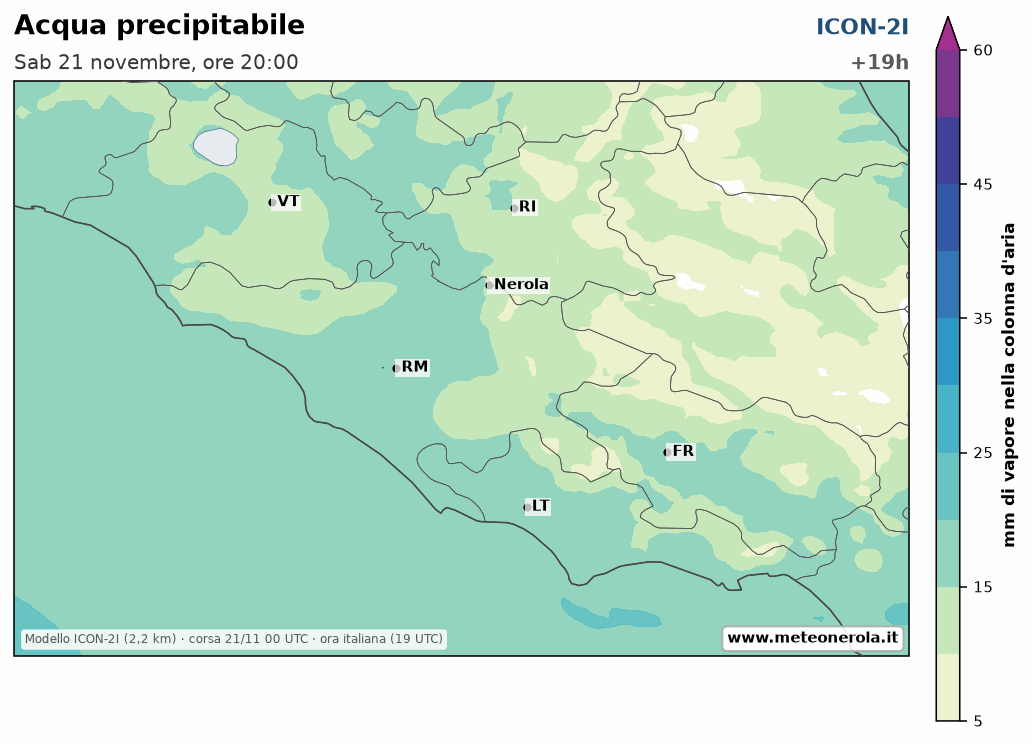 Acqua precipitabile
ICON-2I
Sab 21 novembre, ore 20:00
+19h
60
45
35
25
15
5
mm di vapore nella colonna d'aria
VT
RI
Nerola
RM
FR
LT
Modello ICON-2I (2,2 km) · corsa 21/11 00 UTC · ora italiana (19 UTC)
www.meteonerola.it